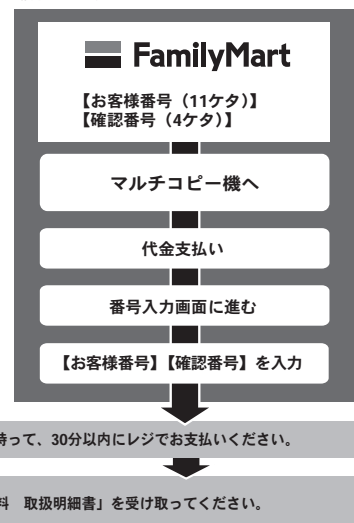 FamilyMart
【お客様番号（11ケタ）】
【確認番号（4ケタ）】
マルチコピー機へ
代金支払い
番号入力画面に進む
【お客様番号】【確認番号】を入力
持って、30分以内にレジでお支払いください。
料　取扱明細書」を受け取ってください。